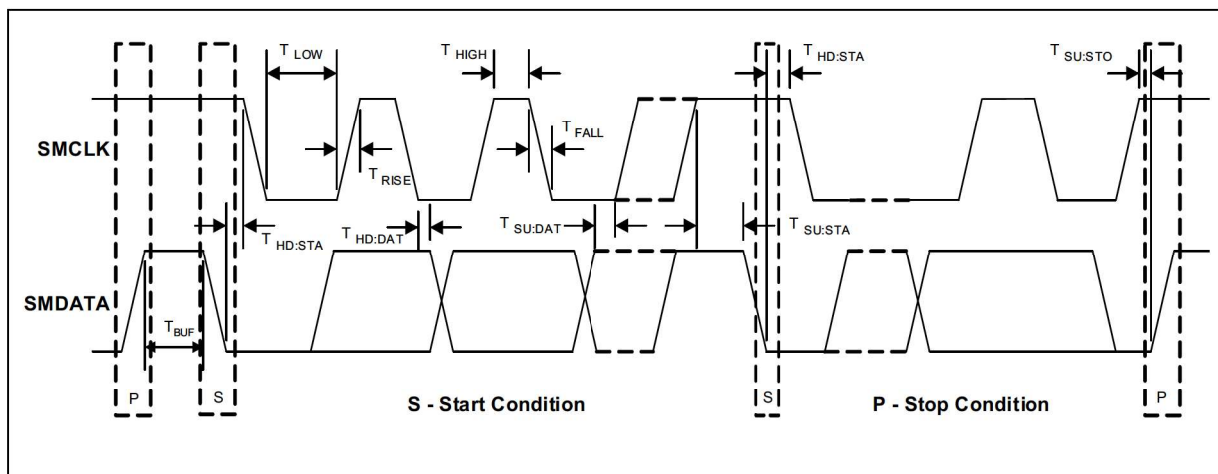 T LOW
T HIGH
T HD:STA
T SU:STO
SMCLK
T FALL
T RISE
T HD:STA
T HD:DAT
T SU:DAT
T SU:STA
SMDATA
T BUF
P
S
S - Start Condition
S
P - Stop Condition
P